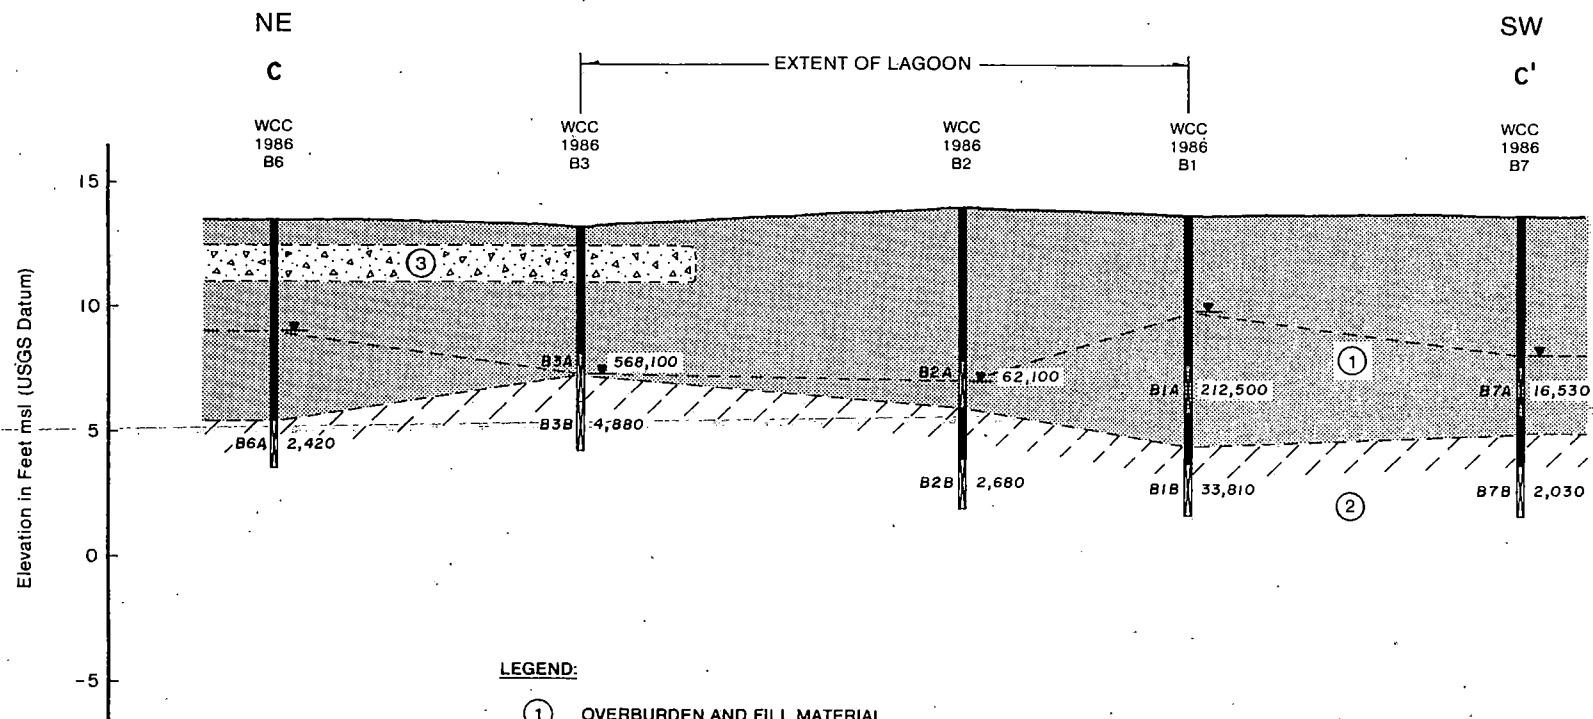 NE
SW
C
C'
EXTENT OF LAGOON
WCC
1986
B6
WCC
1986
B3
WCC
1986
B2
WCC
1986
B1
WCC
1986
B7
15
10
5
0
-5
Elevation in Feet msl (USGS Datum)
3
1
2
B3A 568,100
B2A 62,100
B1A 212,500
B7A 16,530
B6A 2,420
B3B 4,880
B2B 2,680
B1B 33,810
B7B 2,030
LEGEND:
1 OVERBURDEN AND FILL MATERIAL